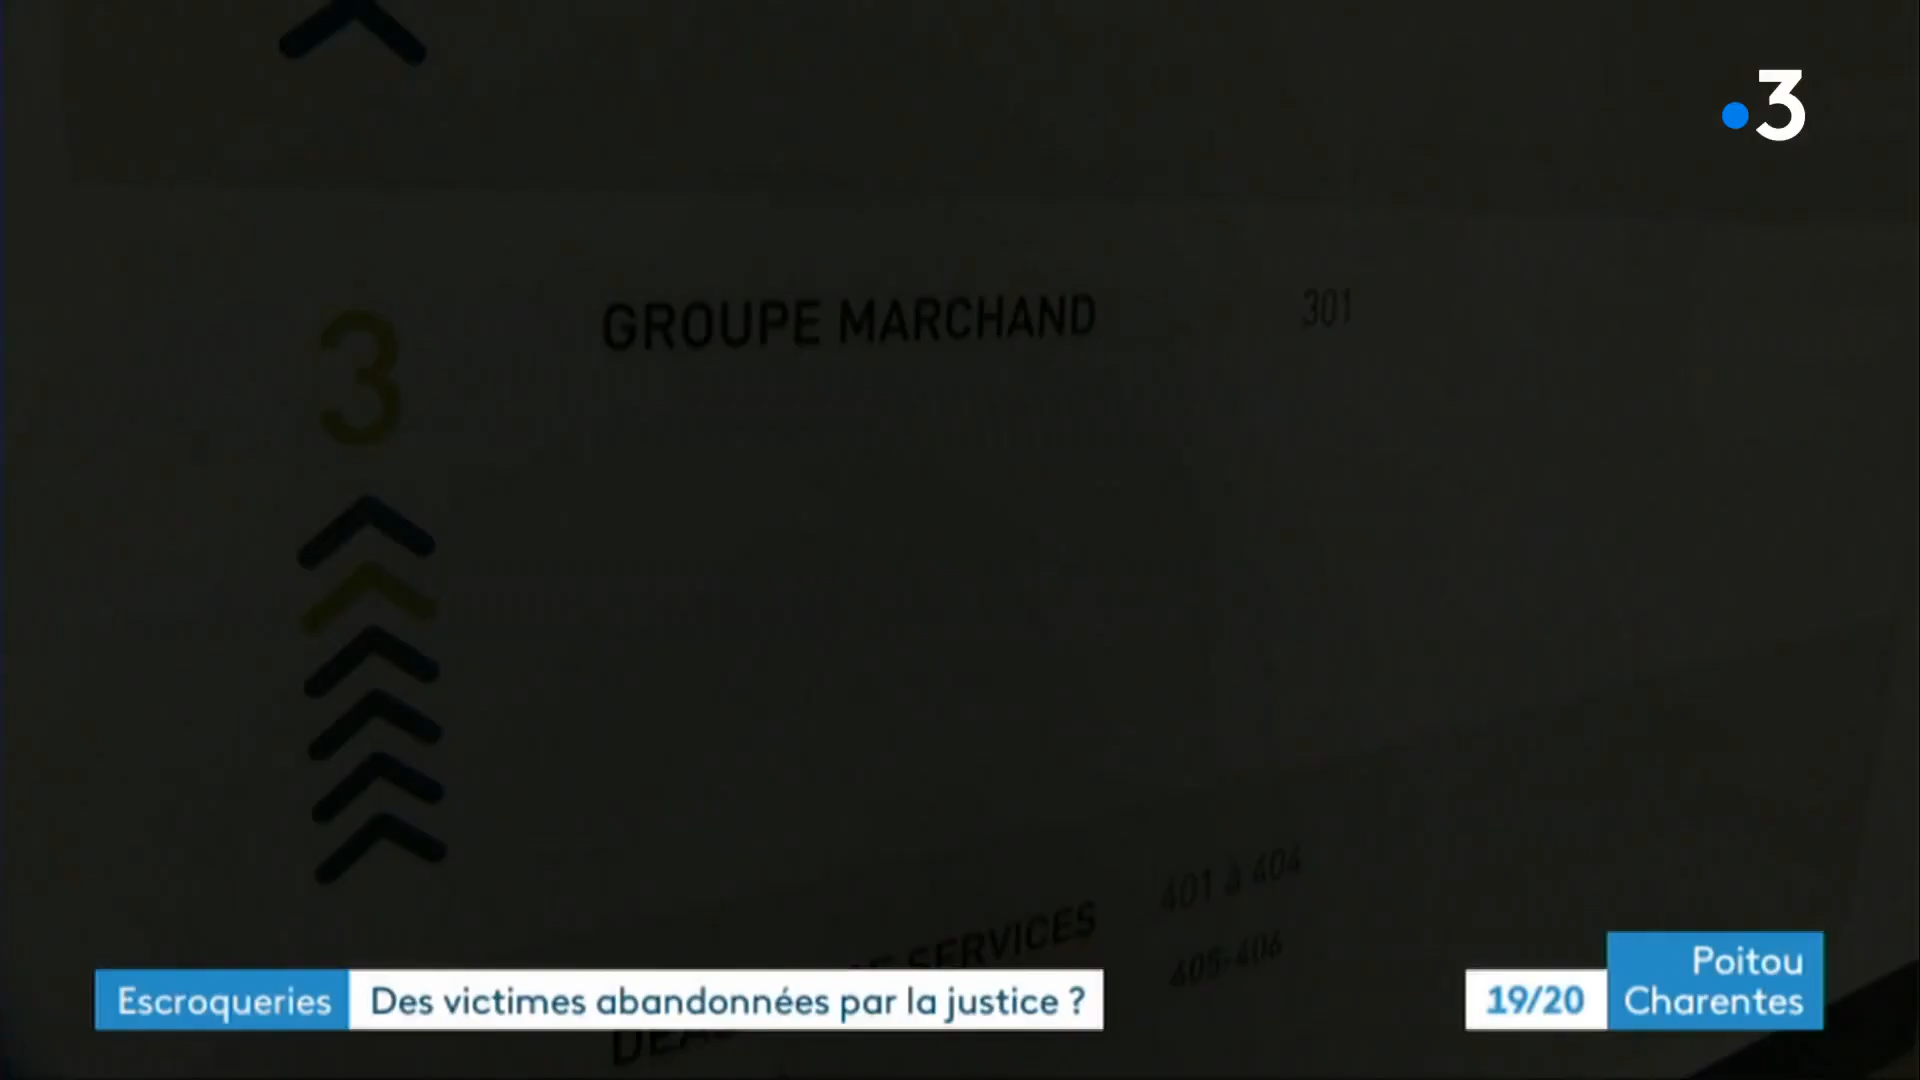 3
3
GROUPE MARCHAND
301
401 à 404
SERVICES
405-406
Escroqueries
Des victimes abandonnées par la justice ?
19/20
Poitou
Charentes